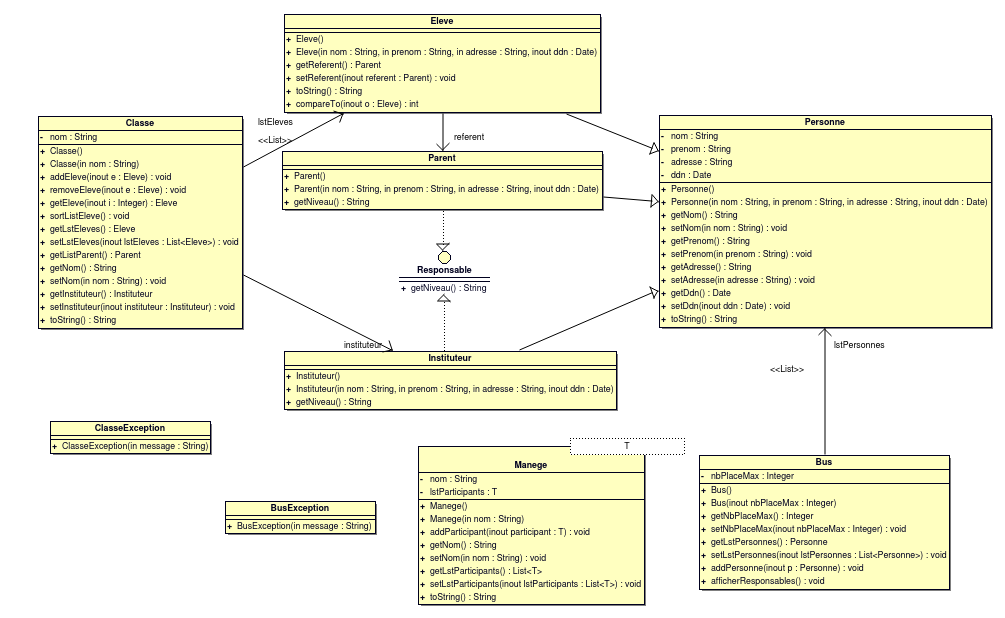 Eleve
+ Eleve()
+ Eleve(in nom : String, in prenom : String, in adresse : String, inout ddn : Date)
+ getReferent() : Parent
+ setReferent(inout referent : Parent) : void
+ toString() : String
+ compareTo(inout o : Eleve) : int
lstEleves
<<List>>
referent
Classe
- nom : String
+ Classe()
+ Classe(in nom : String)
+ addEleve(inout e : Eleve) : void
+ removeEleve(inout e : Eleve) : void
+ getEleve(inout i : Integer) : Eleve
+ sortListEleve() : void
+ getLstEleves() : Eleve
+ setLstEleves(inout lstEleves : List<Eleve>) : void
+ getListParent() : Parent
+ getNom() : String
+ setNom(in nom : String) : void
+ getInstituteur() : Instituteur
+ setInstituteur(inout instituteur : Instituteur) : void
+ toString() : String
Parent
+ Parent()
+ Parent(in nom : String, in prenom : String, in adresse : String, inout ddn : Date)
+ getNiveau() : String
Personne
- nom : String
- prenom : String
- adresse : String
- ddn : Date
+ Personne()
+ Personne(in nom : String, in prenom : String, in adresse : String, inout ddn : Date)
+ getNom() : String
+ setNom(in nom : String) : void
+ getPrenom() : String
+ setPrenom(in prenom : String) : void
+ getAdresse() : String
+ setAdresse(in adresse : String) : void
+ getDdn() : Date
+ setDdn(inout ddn : Date) : void
+ toString() : String
Responsable
+ getNiveau() : String
instituteur
Instituteur
+ Instituteur()
+ Instituteur(in nom : String, in prenom : String, in adresse : String, inout ddn : Date)
+ getNiveau() : String
lstPersonnes
<<List>>
ClasseException
+ ClasseException(in message : String)
BusException
+ BusException(in message : String)
T
Manege
- nom : String
- lstParticipants : T
+ Manege()
+ Manege(in nom : String)
+ addParticipant(inout participant : T) : void
+ getNom() : String
+ setNom(in nom : String) : void
+ getLstParticipants() : List<T>
+ setLstParticipants(inout lstParticipants : List<T>) : void
+ toString() : String
Bus
- nbPlaceMax : Integer
+ Bus()
+ Bus(inout nbPlaceMax : Integer)
+ getNbPlaceMax() : Integer
+ setNbPlaceMax(inout nbPlaceMax : Integer) : void
+ getLstPersonnes() : Personne
+ setLstPersonnes(inout lstPersonnes : List<Personne>) : void
+ addPersonne(inout p : Personne) : void
+ afficherResponsables() : void